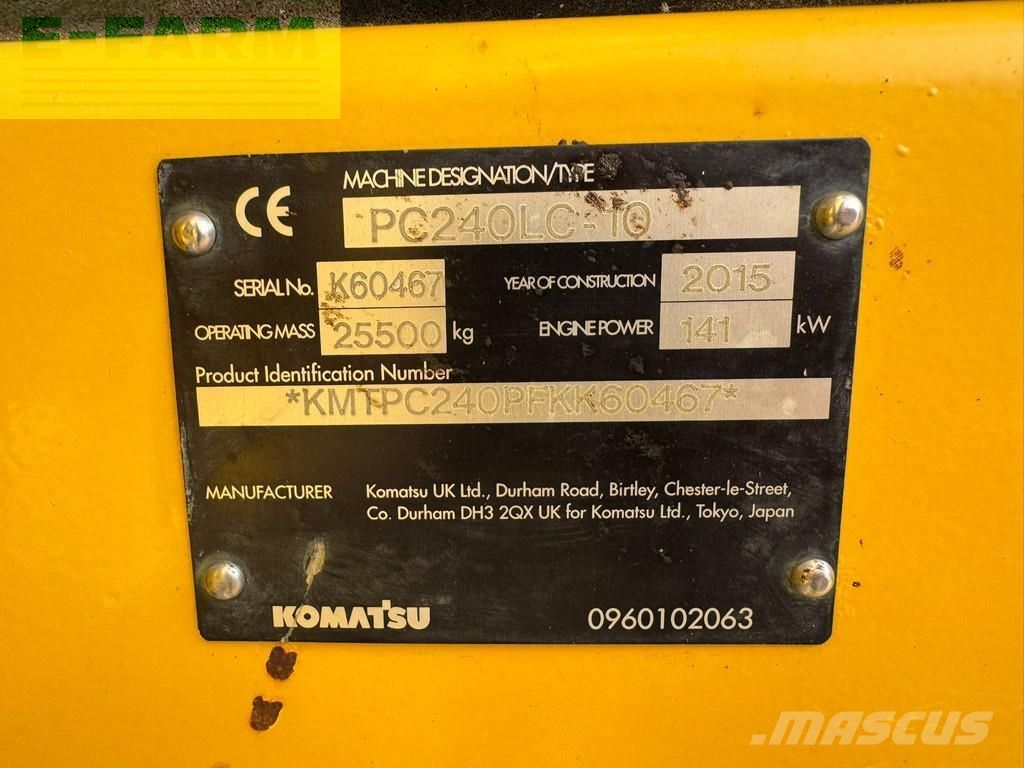 E-FARM
CE MACHINE DESIGNATION/TYPE
PC240LC-10
SERIAL No. K60467 YEAR OF CONSTRUCTION 2015
OPERATING MASS 25500 kg ENGINE POWER 141 kW
Product Identification Number
*KMTPC240PFKK60467*
MANUFACTURER Komatsu UK Ltd., Durham Road, Birtley, Chester-le-Street,
Co. Durham DH3 2QX UK for Komatsu Ltd., Tokyo, Japan
KOMATSU 0960102063
MASCUS